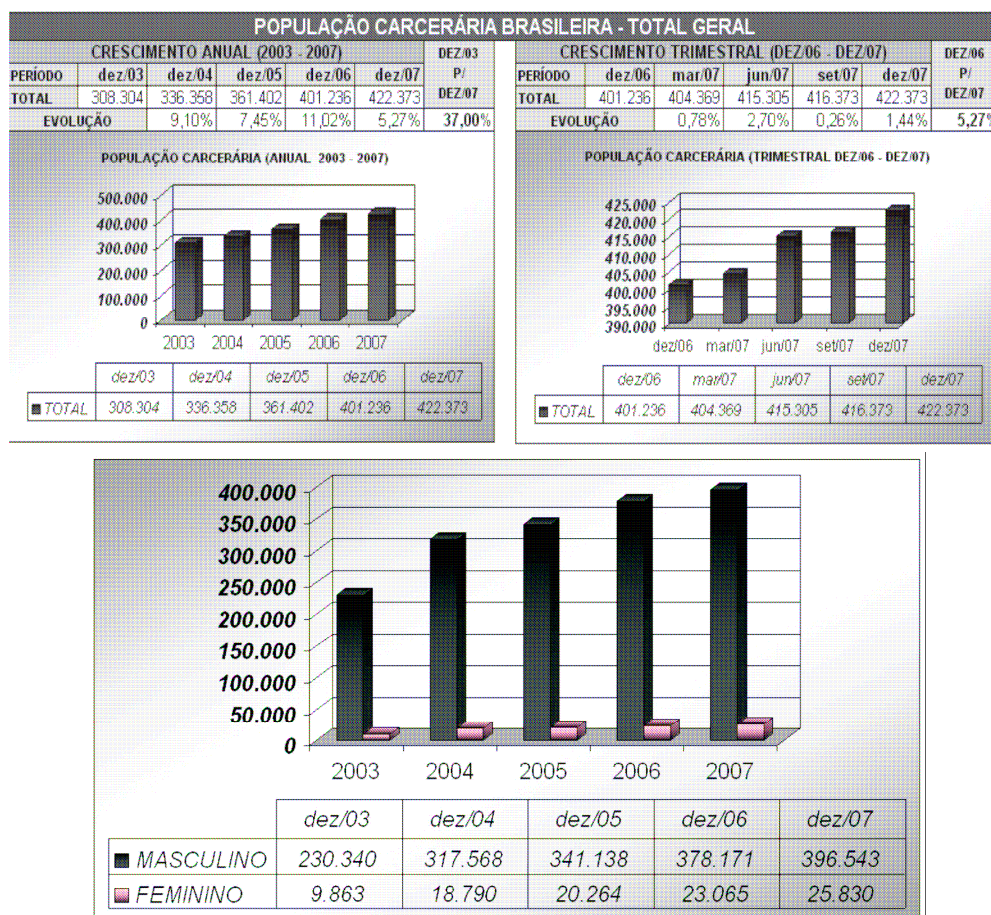 POPULAÇÃO CARCERÁRIA BRASILEIRA - TOTAL GERAL
CRESCIMENTO ANUAL (2003 - 2007) DEZ/03 P/ DEZ/07
PERÍODO dez/03 dez/04 dez/05 dez/06 dez/07
TOTAL 308.304 336.358 361.402 401.236 422.373
EVOLUÇÃO 9,10% 7,45% 11,02% 5,27% 37,00%
POPULAÇÃO CARCERÁRIA (ANUAL 2003 - 2007)
500.000
400.000
300.000
200.000
100.000
0
2003 2004 2005 2006 2007
dez/03 dez/04 dez/05 dez/06 dez/07
TOTAL 308.304 336.358 361.402 401.236 422.373
CRESCIMENTO TRIMESTRAL (DEZ/06 - DEZ/07) DEZ/06 P/ DEZ/07
PERÍODO dez/06 mar/07 jun/07 set/07 dez/07
TOTAL 401.236 404.369 415.305 416.373 422.373
EVOLUÇÃO 0,78% 2,70% 0,26% 1,44% 5,27%
POPULAÇÃO CARCERÁRIA (TRIMESTRAL DEZ/06 - DEZ/07)
425.000
420.000
415.000
410.000
405.000
400.000
395.000
390.000
dez/06 mar/07 jun/07 set/07 dez/07
dez/06 mar/07 jun/07 set/07 dez/07
TOTAL 401.236 404.369 415.305 416.373 422.373
400.000
350.000
300.000
250.000
200.000
150.000
100.000
50.000
0
2003 2004 2005 2006 2007
dez/03 dez/04 dez/05 dez/06 dez/07
MASCULINO 230.340 317.568 341.138 378.171 396.543
FEMININO 9.863 18.790 20.264 23.065 25.830